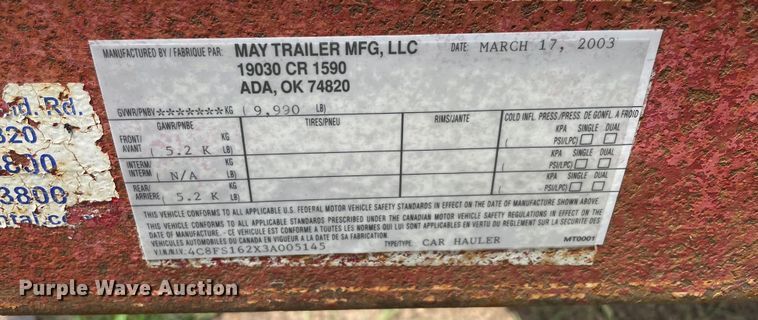 MANUFACTURED BY / FABRIQUE PAR: MAY TRAILER MFG, LLC DATE: MARCH 17, 2003
19030 CR 1590
ADA, OK 74820
GVWR/PNBV ******* KG ( 9,990 LB)
GAWR/PNBE TIRES/PNEU RIMS/JANTE COLD INFL. PRESS/PRESS. DE GONFL. A FROID
FRONT/ AVANT KG ( 5.2 K LB) KPA SINGLE DUAL ( PSI/LPC)
INTERM/ INTERM KG ( N/A LB) KPA SINGLE DUAL ( PSI/LPC)
REAR/ ARRIERE KG ( 5.2 K LB) KPA SINGLE DUAL ( PSI/LPC)
THIS VEHICLE CONFORMS TO ALL APPLICABLE U.S. FEDERAL MOTOR VEHICLE SAFETY STANDARDS IN EFFECT ON THE DATE OF MANUFACTURE SHOWN ABOVE.
THIS VEHICLE CONFORMS TO ALL APPLICABLE STANDARDS PRESCRIBED UNDER THE CANADIAN MOTOR VEHICLE SAFETY REGULATIONS IN EFFECT ON THE
DATE OF MANUFACTURE. / CE VEHICULE EST CONFORME A TOUTES LES NORMES QUI LUI SONT APPLICABLES EN VERTU DU REGLEMENT SUR LA SECURITE DES
VEHICULES AUTOMOBILES DU CANADA EN VIGUEUR A LA DATE DE SA FABRICATION.
V.I.N./N.I.V.: 4C8FS162X3A005145 TYPE/TYPE: CAR HAULER MT0001
nd. Rd.
820
3800
3800
ntal.co
Purple Wave Auction